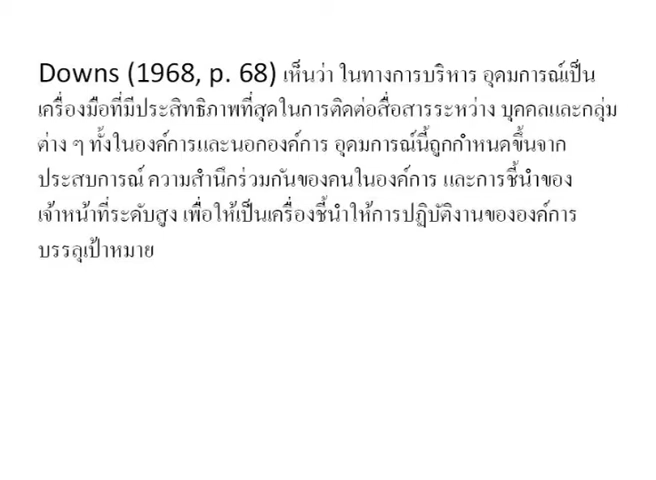 Downs (1968, p. 68) เห็นว่า ในทางการบริหาร อุดมการณ์เป็น
เครื่องมือที่มีประสิทธิภาพที่สุดในการติดต่อสื่อสารระหว่าง บุคคลและกลุ่ม
ต่าง ๆ ทั้งในองค์การและนอกองค์การ อุดมการณ์นี้ถูกกำหนดขึ้นจาก
ประสบการณ์ ความสำนึกร่วมกันของคนในองค์การ และการชี้นำของ
เจ้าหน้าที่ระดับสูง เพื่อให้เป็นเครื่องชี้นำให้การปฏิบัติงานขององค์การ
บรรลุเป้าหมาย